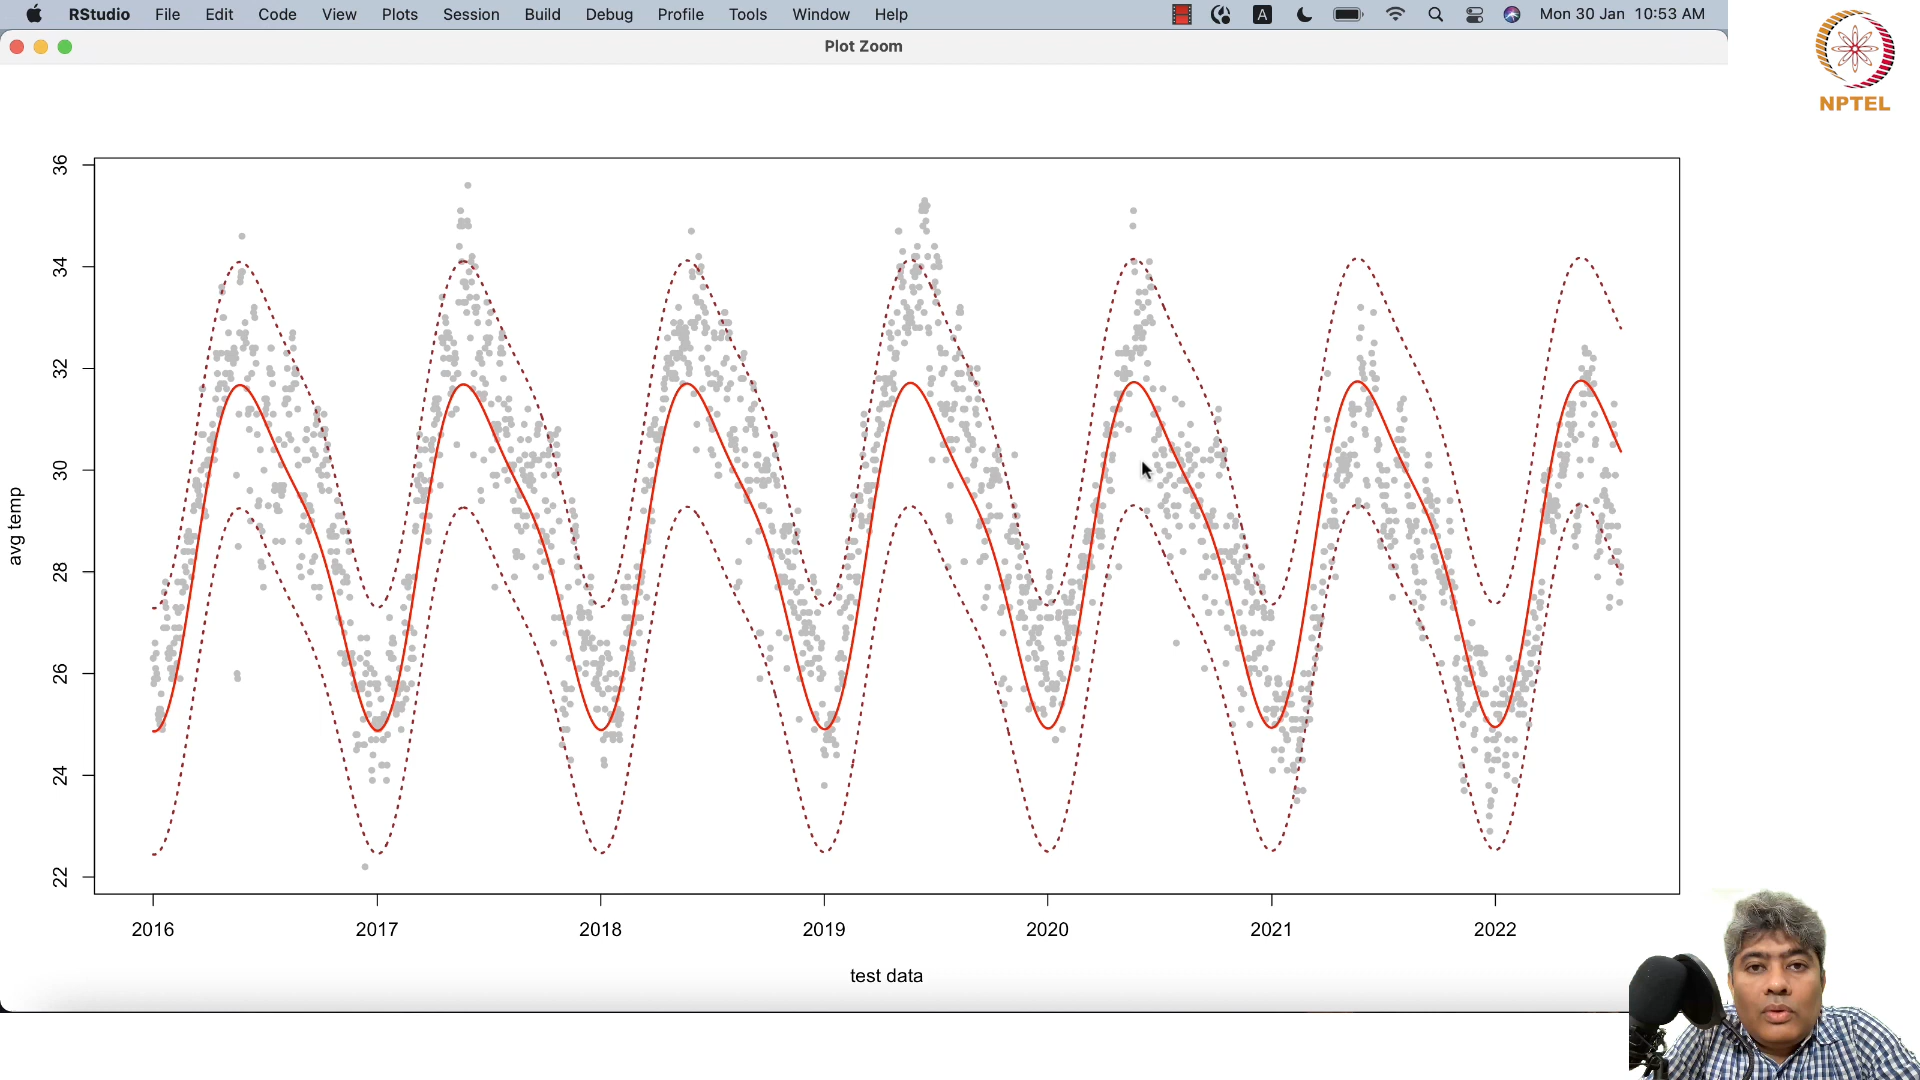 RStudio File Edit Code View Plots Session Build Debug Profile Tools Window Help A Mon 30 Jan 10:53 AM
Plot Zoom
NPTEL
36
34
32
30
28
26
24
22
avg temp
2016 2017 2018 2019 2020 2021 2022
test data